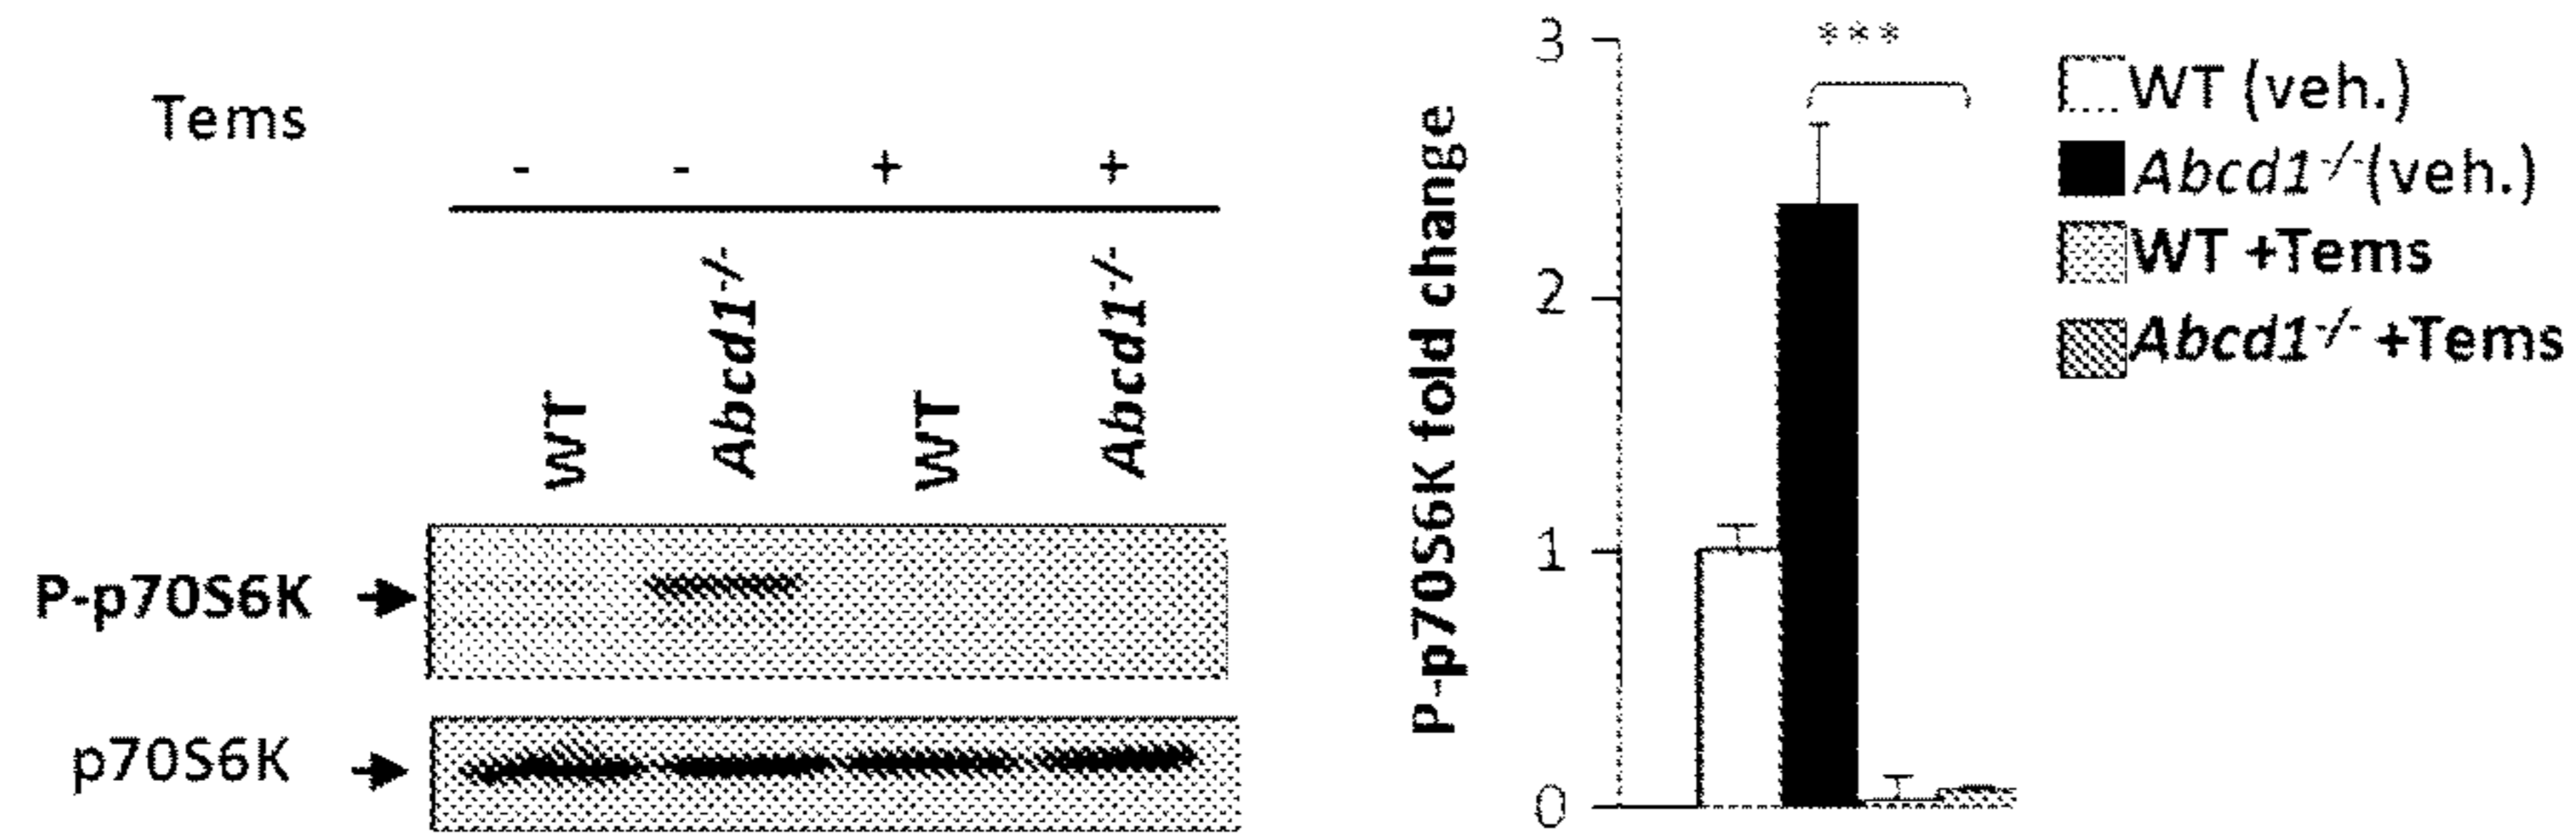 Tems
- - + +
WT
Abcd1-/-
WT
Abcd1-/-
P-p70S6K
p70S6K
P-p70S6K fold change
3
2
1
0
***
WT (veh.)
Abcd1-/-(veh.)
WT +Tems
Abcd1-/- +Tems